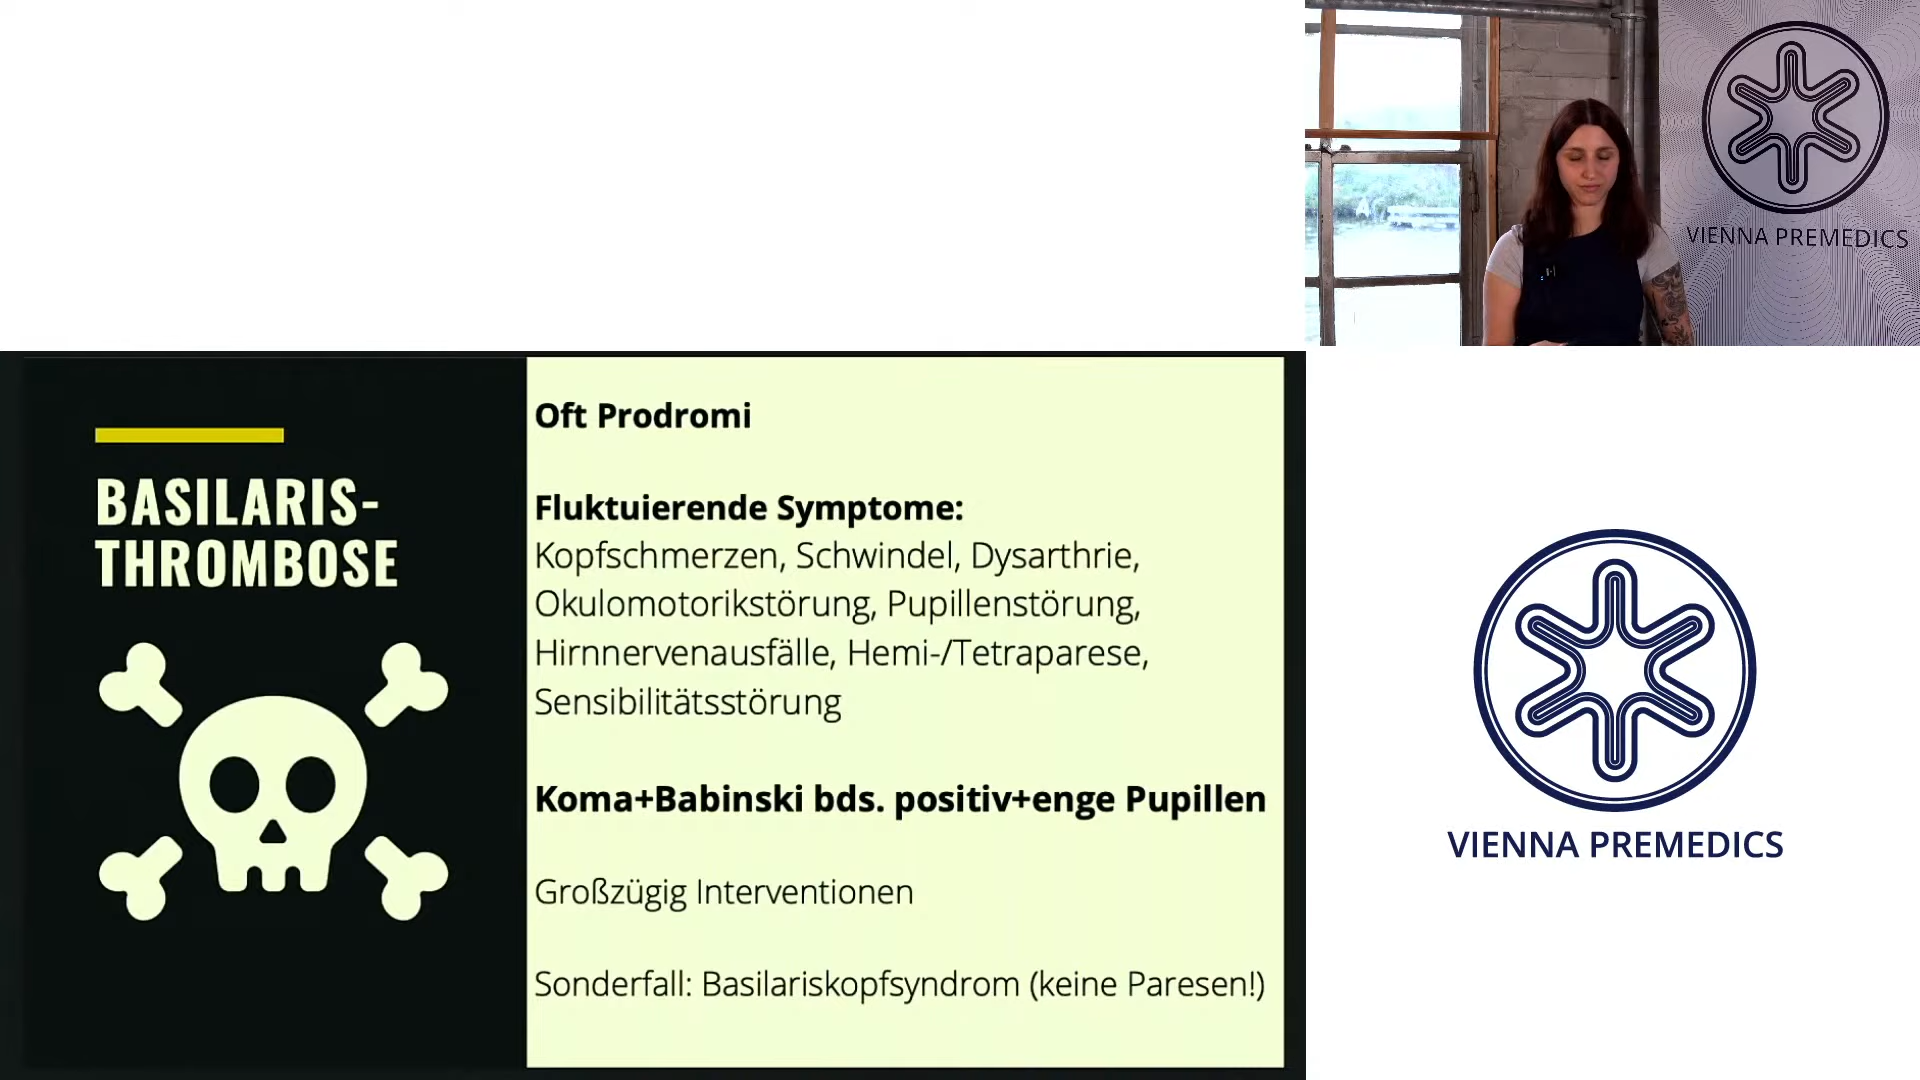 VIENNA PREMEDICS
BASILARIS-
THROMBOSE
Oft Prodromi
Fluktuierende Symptome:
Kopfschmerzen, Schwindel, Dysarthrie,
Okulomotorikstörung, Pupillenstörung,
Hirnnervenausfälle, Hemi-/Tetraparese,
Sensibilitätsstörung
Koma+Babinski bds. positiv+enge Pupillen
Großzügig Interventionen
Sonderfall: Basilariskopfsyndrom (keine Paresen!)
VIENNA PREMEDICS